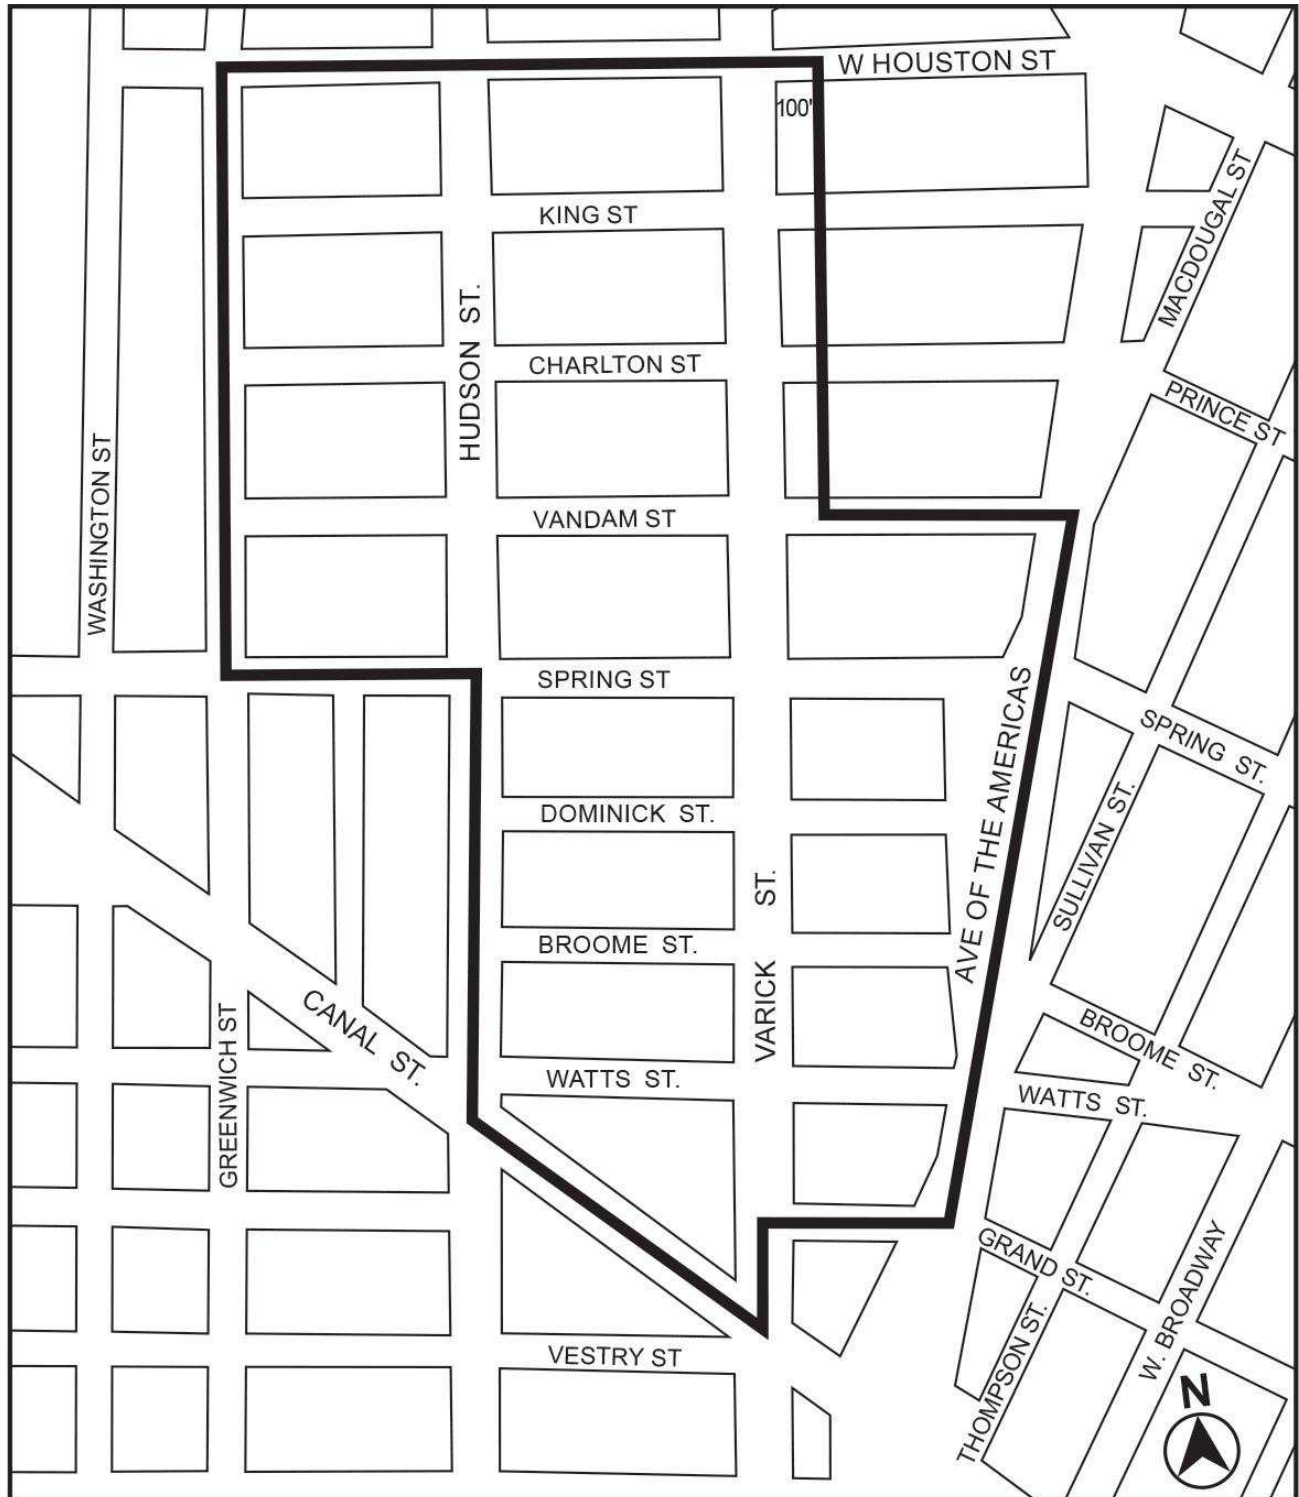 W HOUSTON ST
100'
KING ST
MACDOUGAL ST
HUDSON ST.
CHARLTON ST
PRINCE ST
WASHINGTON ST
VANDAM ST
SPRING ST
AVE OF THE AMERICAS
SPRING ST.
DOMINICK ST.
SULLIVAN ST.
VARICK ST.
BROOME ST.
CANAL ST.
GREENWICH ST
WATTS ST.
BROOME ST.
WATTS ST.
GRAND ST.
W. BROADWAY
THOMPSON ST.
VESTRY ST
N